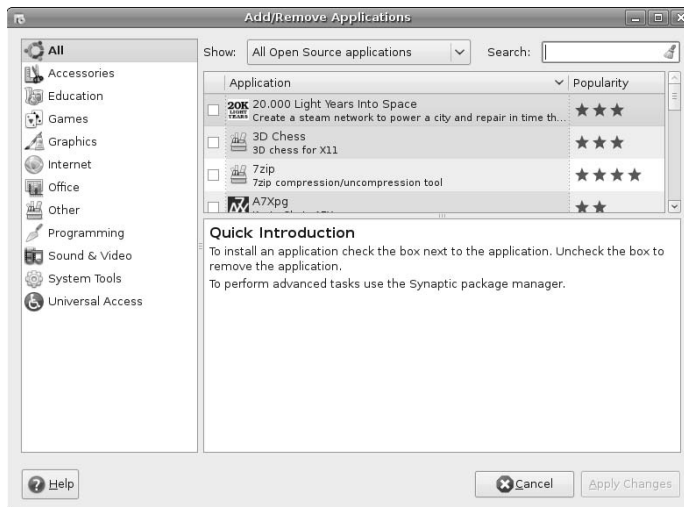 Add/Remove Applications
All
Accessories
Education
Games
Graphics
Internet
Office
Other
Programming
Sound & Video
System Tools
Universal Access
Show: All Open Source applications Search:
Application Popularity
20K LIGHT YEARS
20.000 Light Years Into Space
Create a steam network to power a city and repair in time th...
3D Chess
3D chess for X11
7zip
7zip compression/uncompression tool
A7Xpg
Quick Introduction
To install an application check the box next to the application. Uncheck the box to
remove the application.
To perform advanced tasks use the Synaptic package manager.
Help Cancel Apply Changes